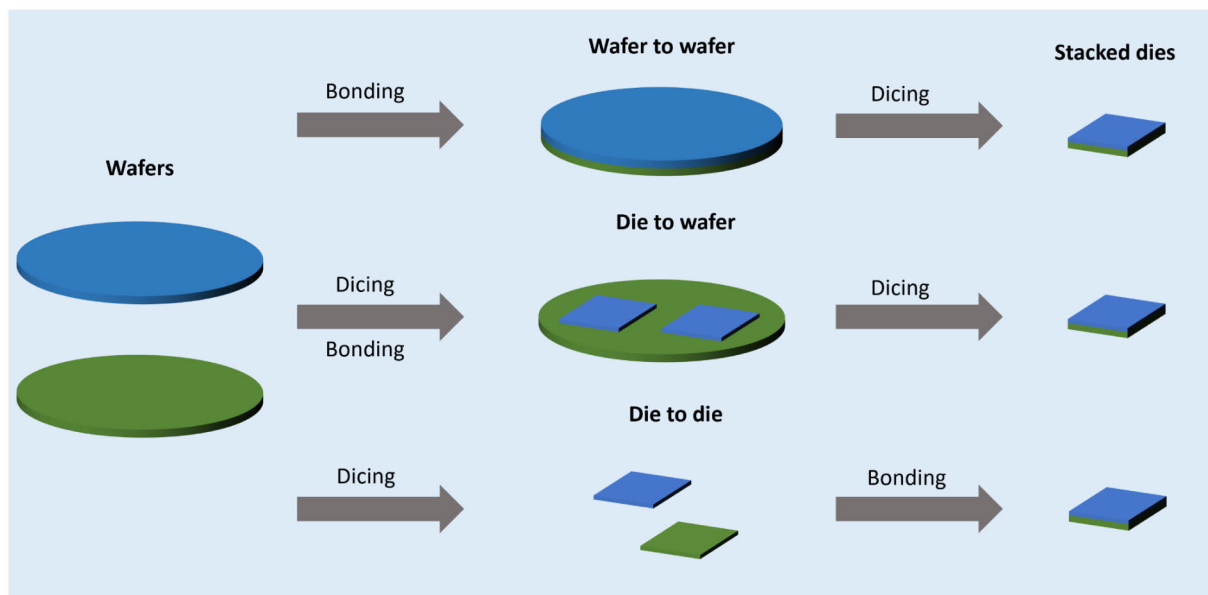 Wafer to wafer
Stacked dies
Bonding
Dicing
Wafers
Die to wafer
Dicing
Bonding
Dicing
Die to die
Dicing
Bonding